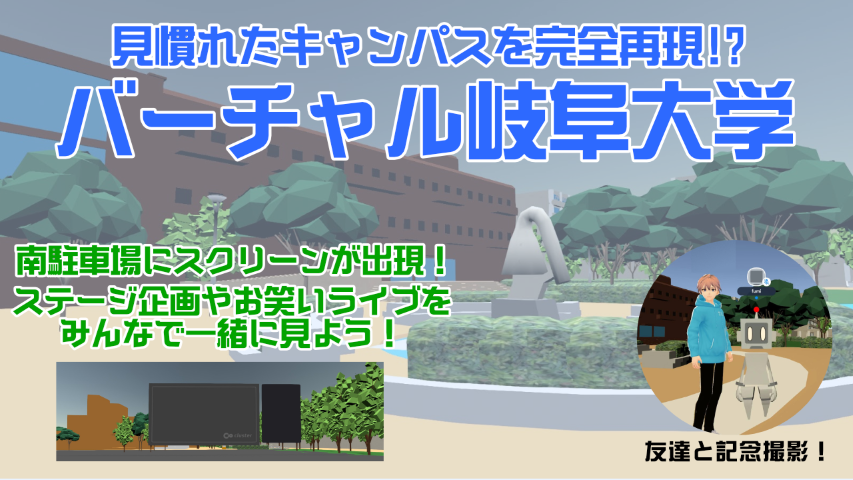 見慣れたキャンパスを完全再現!?
バーチャル岐阜大学
南駐車場にスクリーンが出現！
ステージ企画やお笑いライブを
みんなで一緒に見よう！
友達と記念撮影！